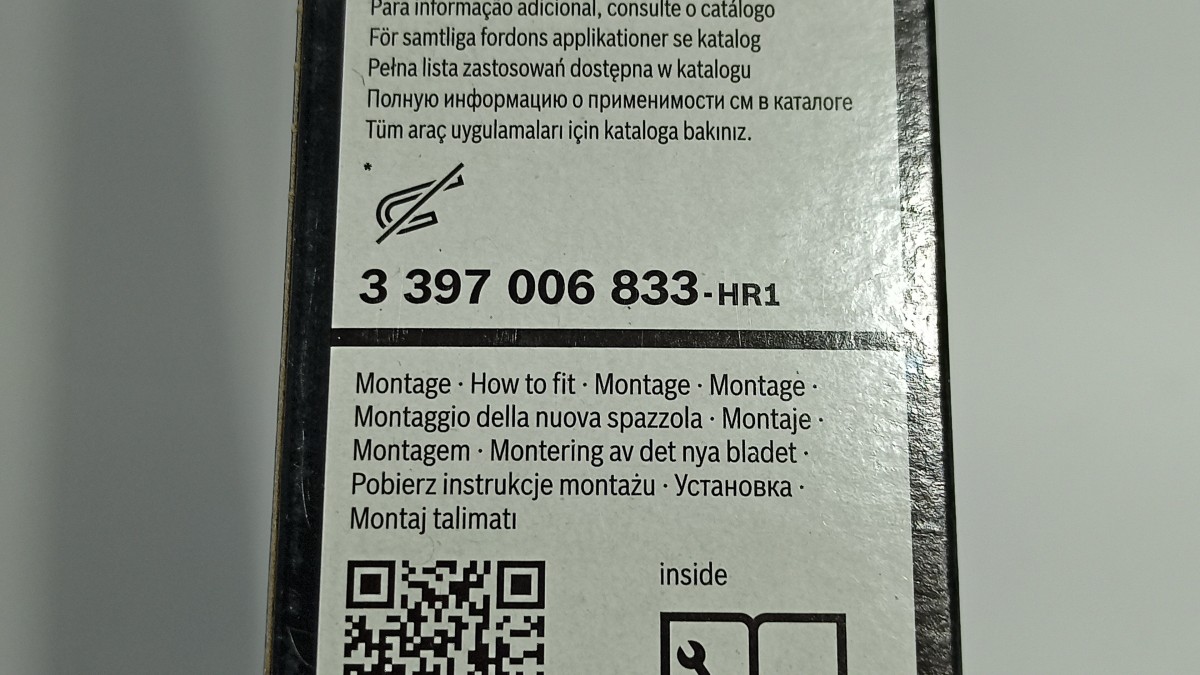 Para informação adicional, consulte o catálogo
För samtliga fordons applikationer se katalog
Pełna lista zastosowań dostępna w katalogu
Полную информацию о применимости см в каталоге
Tüm araç uygulamaları için kataloga bakınız.
*
3 397 006 833-HR1
Montage · How to fit · Montage · Montage ·
Montaggio della nuova spazzola · Montaje ·
Montagem · Montering av det nya bladet ·
Pobierz instrukcje montażu · Установка ·
Montaj talimatı
inside